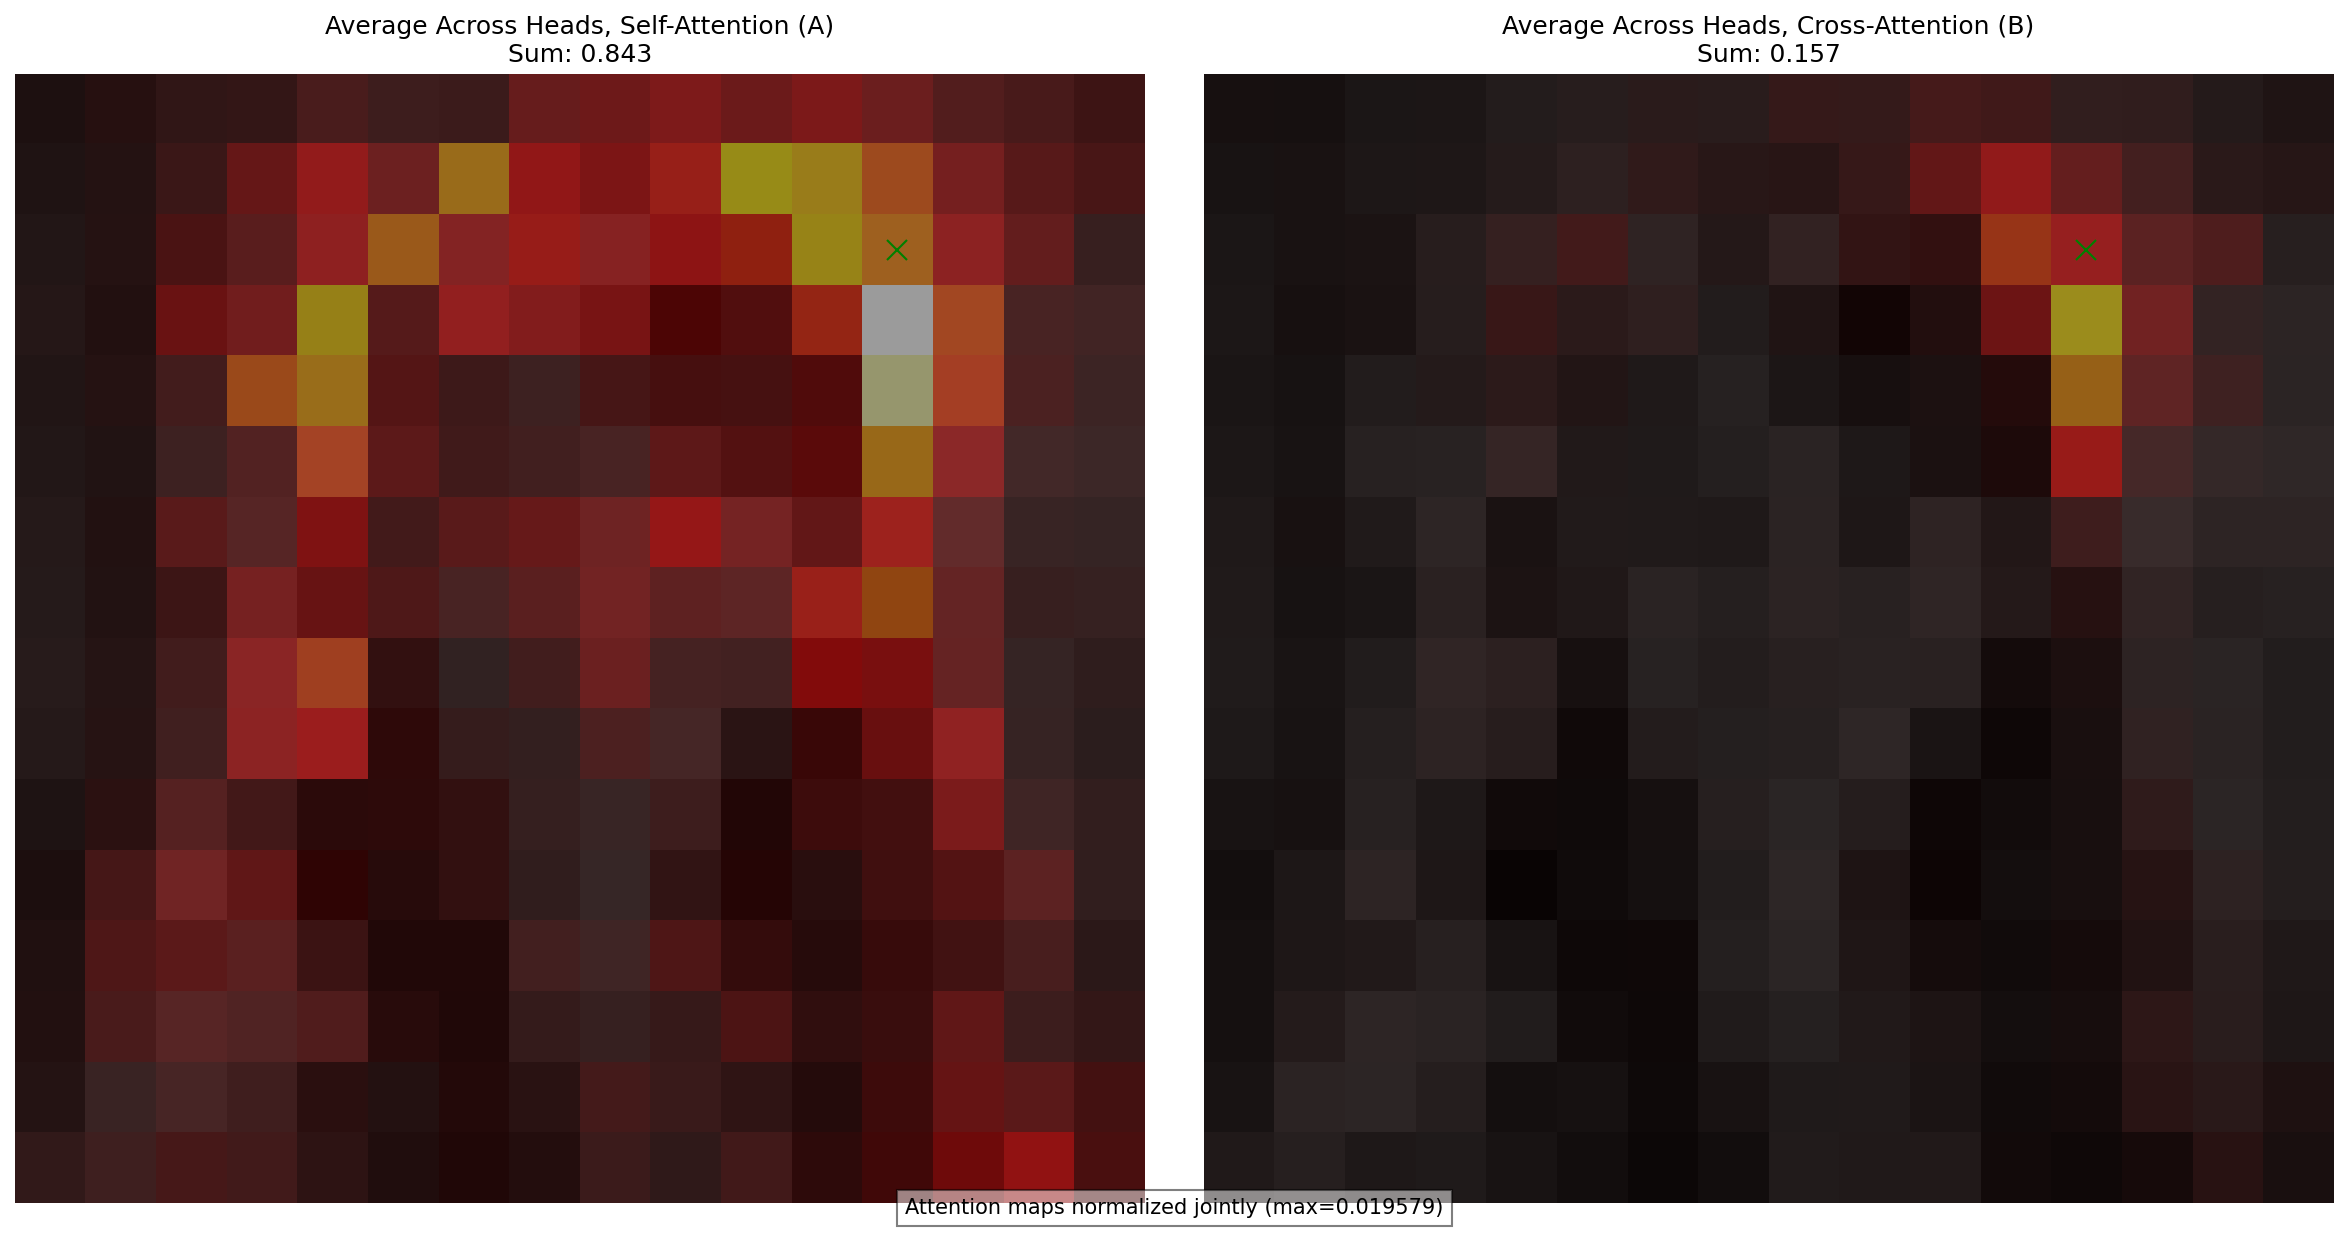 Average Across Heads, Self-Attention (A)
Sum: 0.843
Average Across Heads, Cross-Attention (B)
Sum: 0.157
Attention maps normalized jointly (max=0.019579)